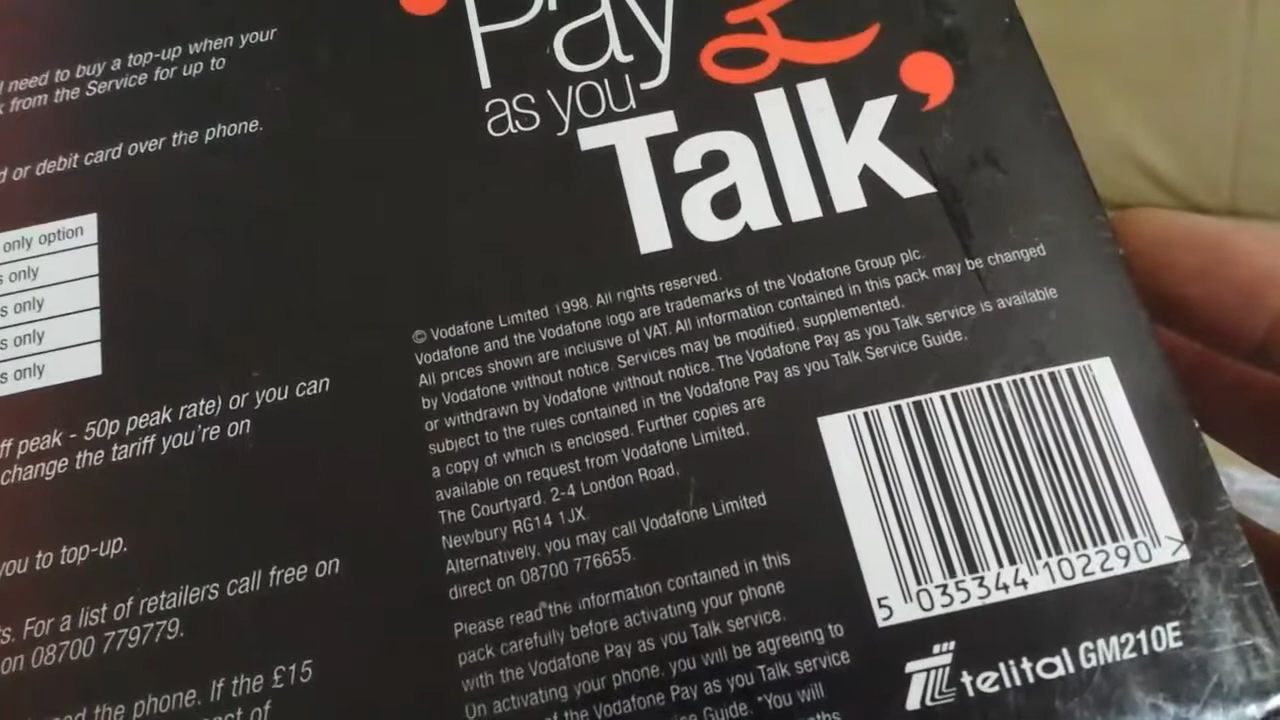 need to buy a top-up when your
from the Service for up to
or debit card over the phone.
only option
only
only
only
only
peak - 50p peak rate) or you can
change the tariff you're on
you to top-up.
For a list of retailers call free on
on 08700 779779.
the phone. If the £15
of
Pay £
as you
Talk’
© Vodafone Limited 1998. All rights reserved.
Vodafone and the Vodafone logo are trademarks of the Vodafone Group plc.
All prices shown are inclusive of VAT. All information contained in this pack may be changed
by Vodafone without notice. Services may be modified, supplemented,
or withdrawn by Vodafone without notice. The Vodafone Pay as you Talk service is available
subject to the rules contained in the Vodafone Pay as you Talk Service Guide,
a copy of which is enclosed. Further copies are
available on request from Vodafone Limited,
The Courtyard, 2-4 London Road,
Newbury RG14 1JX.
Alternatively, you may call Vodafone Limited
direct on 08700 776655.
Please read the information contained in this
pack carefully before activating your phone
with the Vodafone Pay as you Talk service.
On activating your phone, you will be agreeing to
the Vodafone Pay as you Talk service
Guide. *You will
5 035344 102290 >
telital GM210E